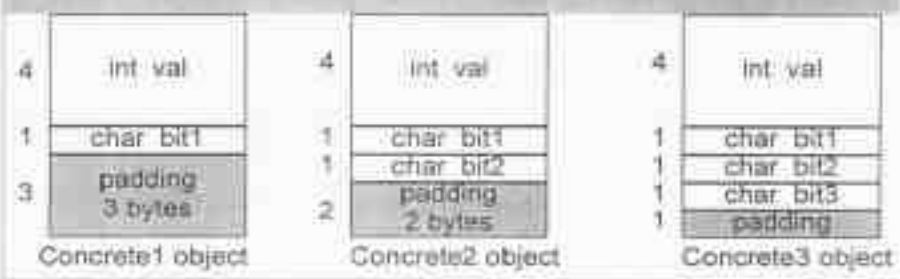 4
int val
1
char bit1
3
padding
3 bytes
Concrete1 object
4
int val
1
char bit1
1
char bit2
2
padding
2 bytes
Concrete2 object
4
int val
1
char bit1
1
char bit2
1
char bit3
1
padding
Concrete3 object